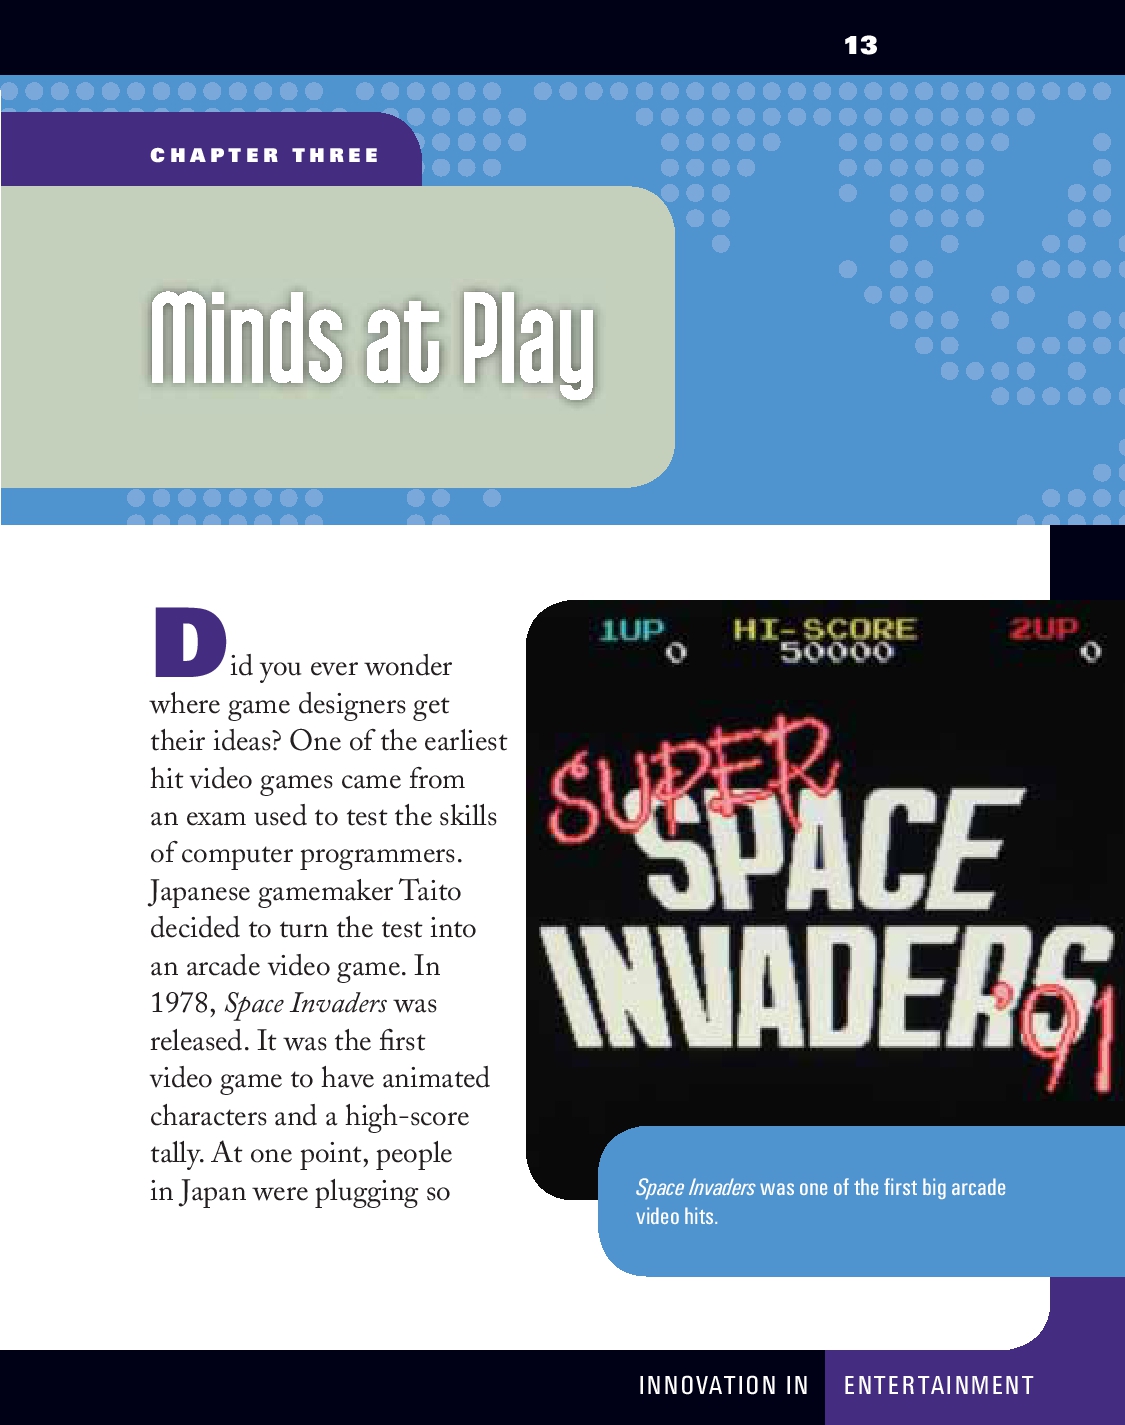 13
CHAPTER THREE
Minds at Play
Did you ever wonder
where game designers get
their ideas? One of the earliest
hit video games came from
an exam used to test the skills
of computer programmers.
Japanese gamemaker Taito
decided to turn the test into
an arcade video game. In
1978, Space Invaders was
released. It was the first
video game to have animated
characters and a high-score
tally. At one point, people
in Japan were plugging so
1UP HI-SCORE 2UP
0 50000 0
SUPER
SPACE
INVADERS
'91
Space Invaders was one of the first big arcade
video hits.
INNOVATION IN ENTERTAINMENT